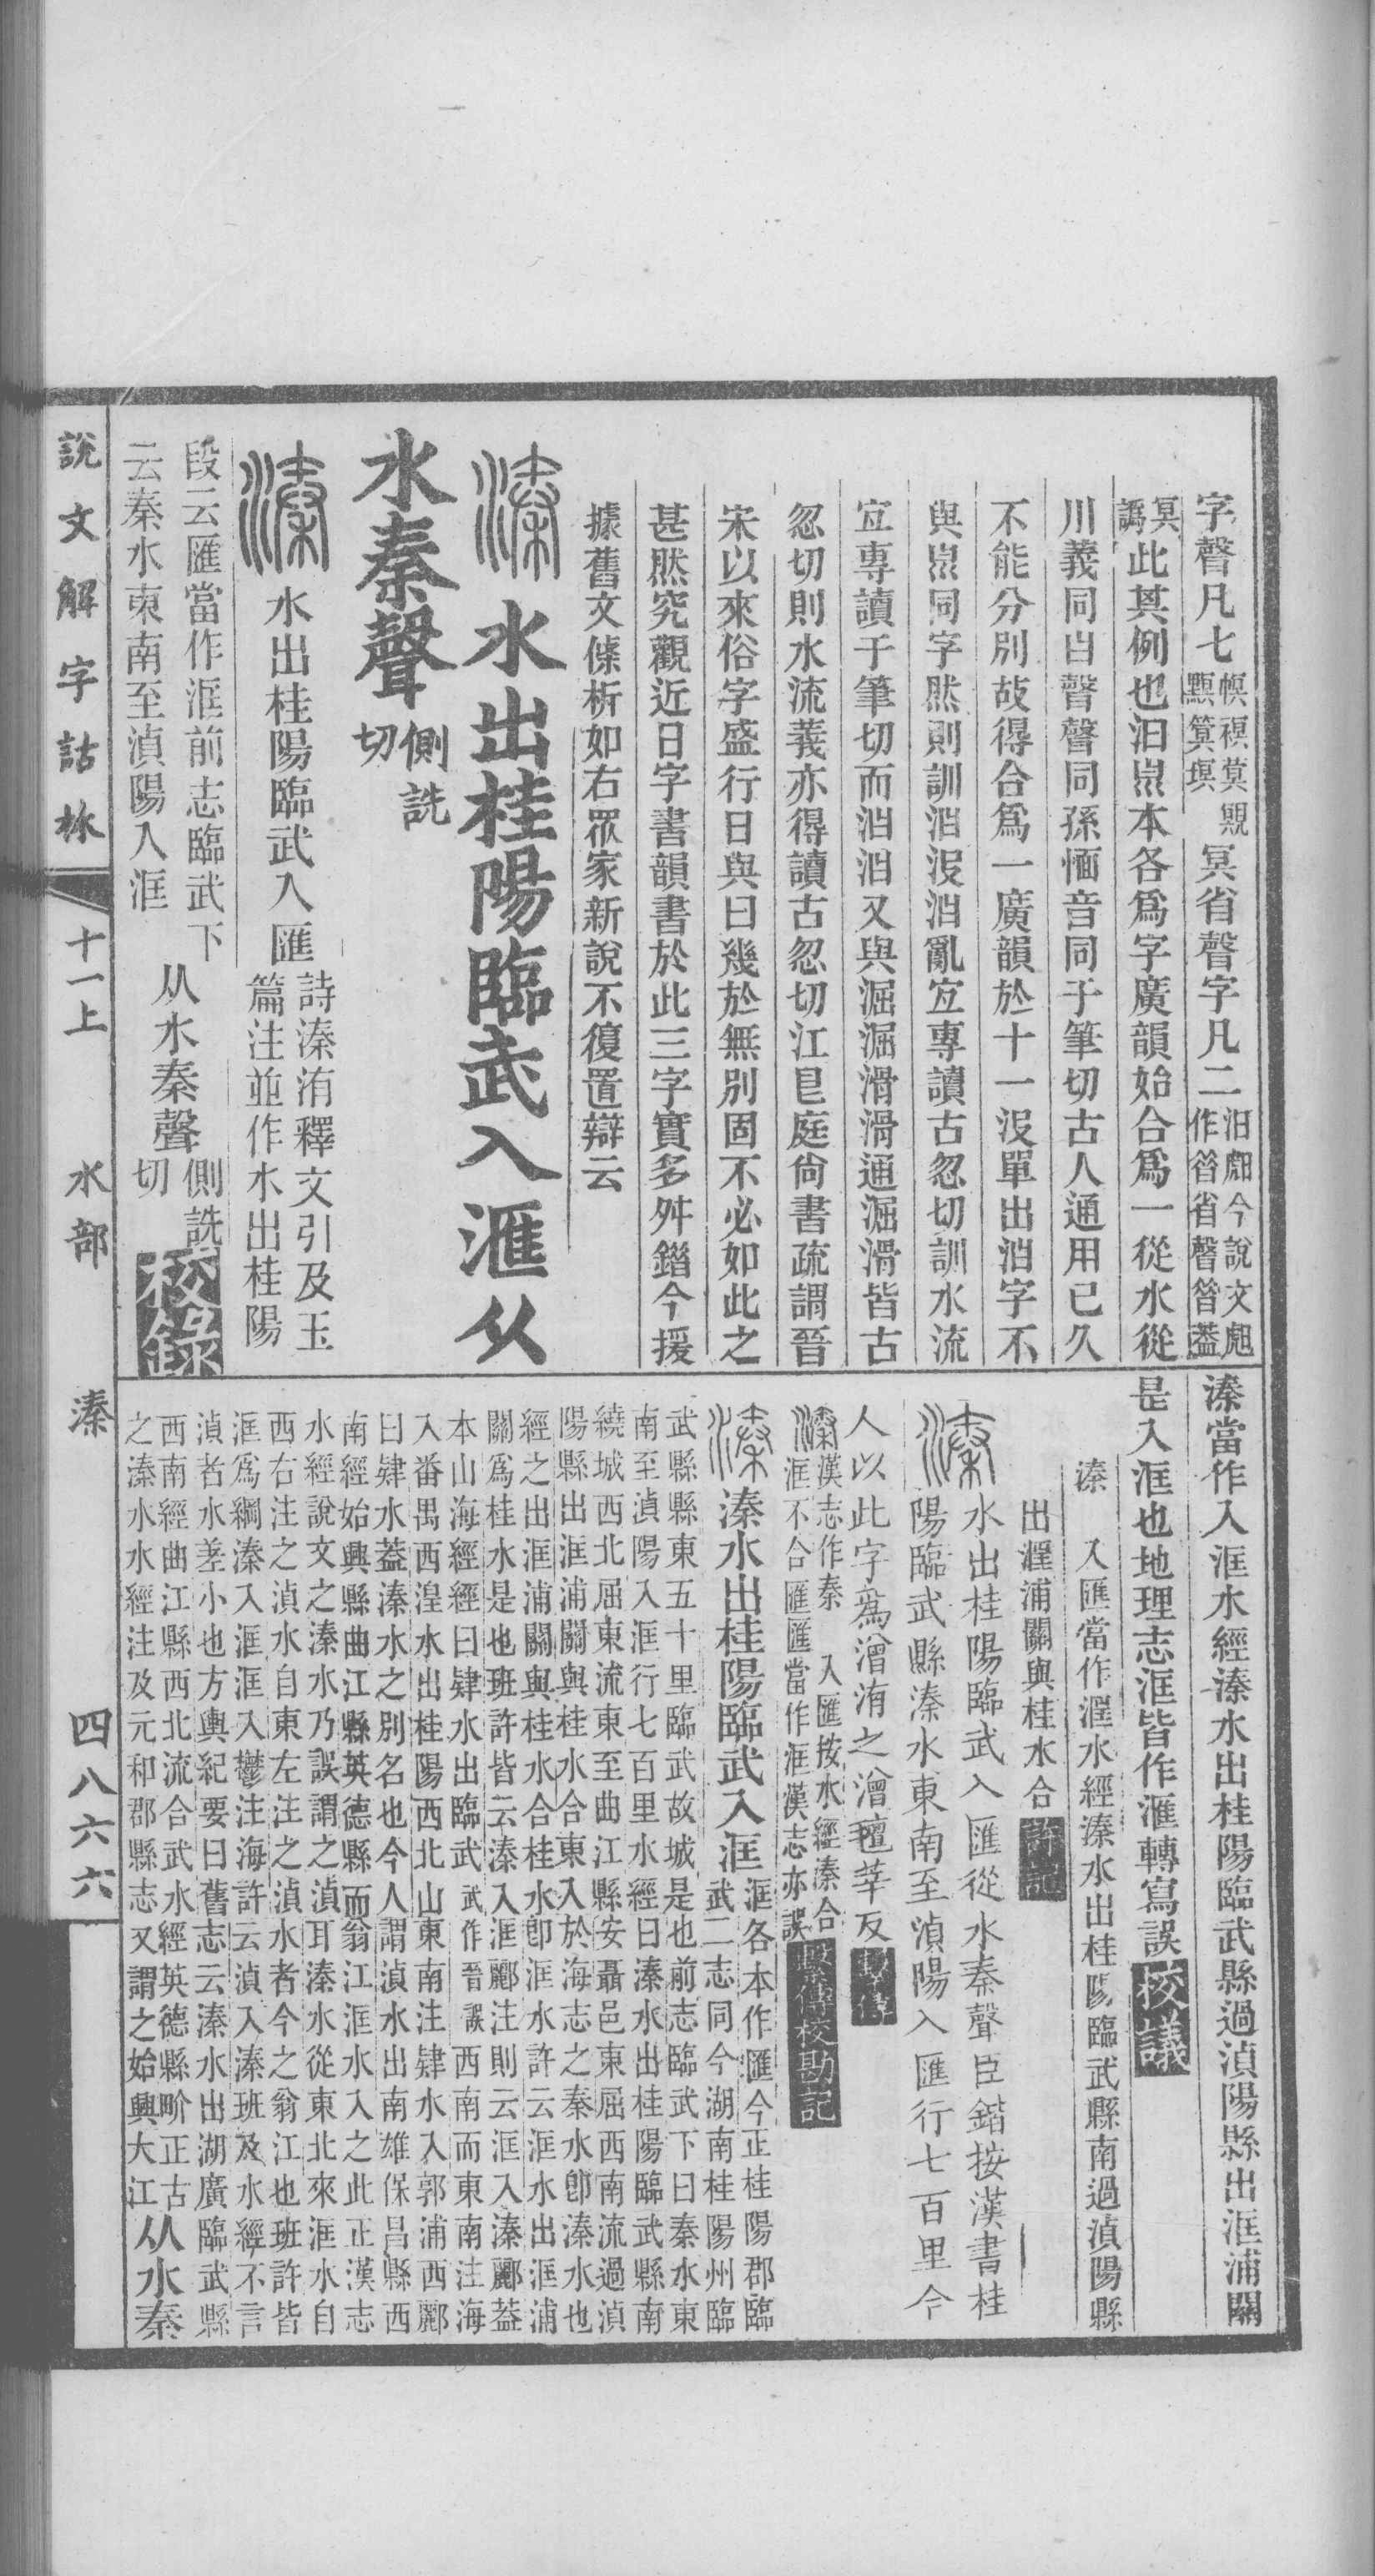 字聲凡七幎䙩蓂覭黽箕塓冥省聲字凡二汨䖑今說文䖑作䈅省聲䈅葢
冥譌此其例也汨㵋本各爲字廣韻始合爲一從水從
川義同㫐聲聲同孫愐音同于筆切古人通用已久
不能分別故得合爲一廣韻於十一沒單出汩字不
與㵋同字然則訓汩沒汩亂宜專讀古忽切訓水流
宜專讀于筆切而汩汩又與淈淈滑滑通淈滑皆古
忽切則水流義亦得讀古忽切江艮庭尙書疏謂晉
宋以來俗字盛行日與曰幾於無別固不必如此之
甚然究觀近日字書韻書於此三字實多舛錯今援
據舊文條析如右眾家新說不復置辯云
溱水出桂陽臨武入滙从
水秦聲側詵切
溱水出桂陽臨武入匯詩溱洧釋文引及玉篇注並作水出桂陽
段云匯當作洭前志臨武下云秦水東南至湞陽入洭从水秦聲側詵切校錄
溱當作入洭水經溱水出桂陽臨武縣過湞陽縣出洭浦關
是入洭也地理志洭皆作滙轉寫誤校議
溱 入匯當作湟水經溱水出桂陽臨武縣南過湞陽縣
出湟浦關與桂水合許記
溱水出桂陽臨武入匯從水秦聲臣鍇按漢書桂
陽臨武縣溱水東南至湞陽入匯行七百里今
人以此字爲潧洧之潧㲲莘反繫傳
溱漢志作秦 入匯按水經溱合洭不合匯匯當作洭漢志亦誤繫傳校勘記
溱溱水出桂陽臨武入洭洭各本作匯今正桂陽郡臨武二志同今湖南桂陽州臨
武縣縣東五十里臨武故城是也前志臨武下曰秦水東
南至湞陽入洭行七百里水經曰溱水出桂陽臨武縣南
繞城西北屈東流東至曲江縣安聶邑東屈西南流過湞
陽縣出洭浦關與桂水合東入於海志之秦水卽溱水也
經之出洭浦關與桂水合桂水卽洭水許云洭水出洭浦
關爲桂水是也班許皆云溱入洭酈注則云洭入溱酈葢
本山海經經曰肄水出臨武武作晉誤西南而東南注海
入番禺西湟水出桂陽西北山東南注肄水入郭浦西酈
曰肄水葢溱水之別名也今人謂湞水出南雄保昌縣西
南經始興縣曲江縣英德縣而翁江洭水入之此正漢志
水經說文之溱水乃誤謂之湞耳溱水從東北來洭水自
西右注之湞水自東左注之湞水者今之翁江也班許皆
洭爲綱溱入洭洭入鬱注海許云湞入溱班及水經不言
湞者水差小也方輿紀要曰舊志云溱水出湖廣臨武縣
西南經曲江縣西北流合武水經英德縣畍正古
之溱水水經注及元和郡縣志又謂之始興大江从水秦
說文解字詁林 十一上 水部 溱 四八六六